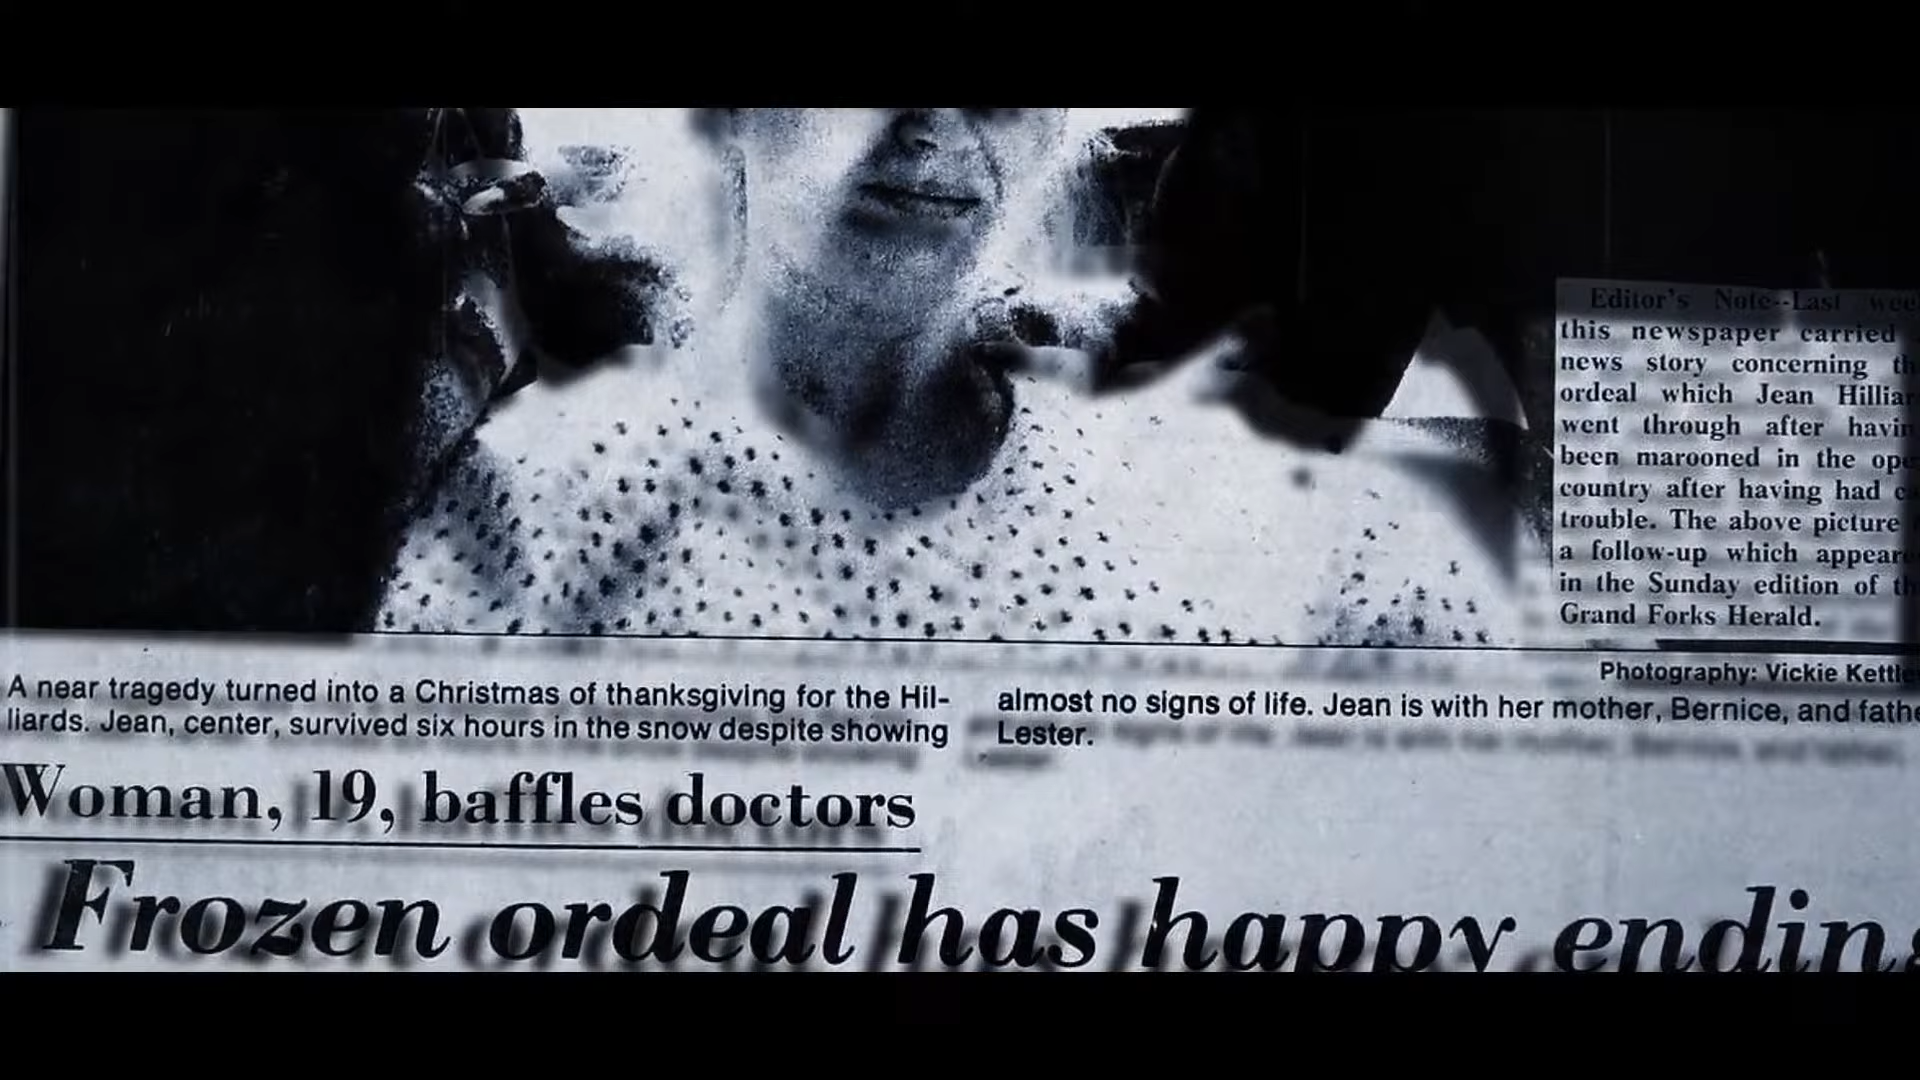 Editor's Note--Last
this newspaper carried
news story concerning
ordeal which Jean
went through after
been marooned in the
country after having had
trouble. The above picture
a follow-up which
in the Sunday edition of
Grand Forks Herald.
Photography: Vickie
A near tragedy turned into a Christmas of thanksgiving for the Hil-
liards. Jean, center, survived six hours in the snow despite showing
almost no signs of life. Jean is with her mother, Bernice, and
Lester.
Woman, 19, baffles doctors
Frozen ordeal has happy